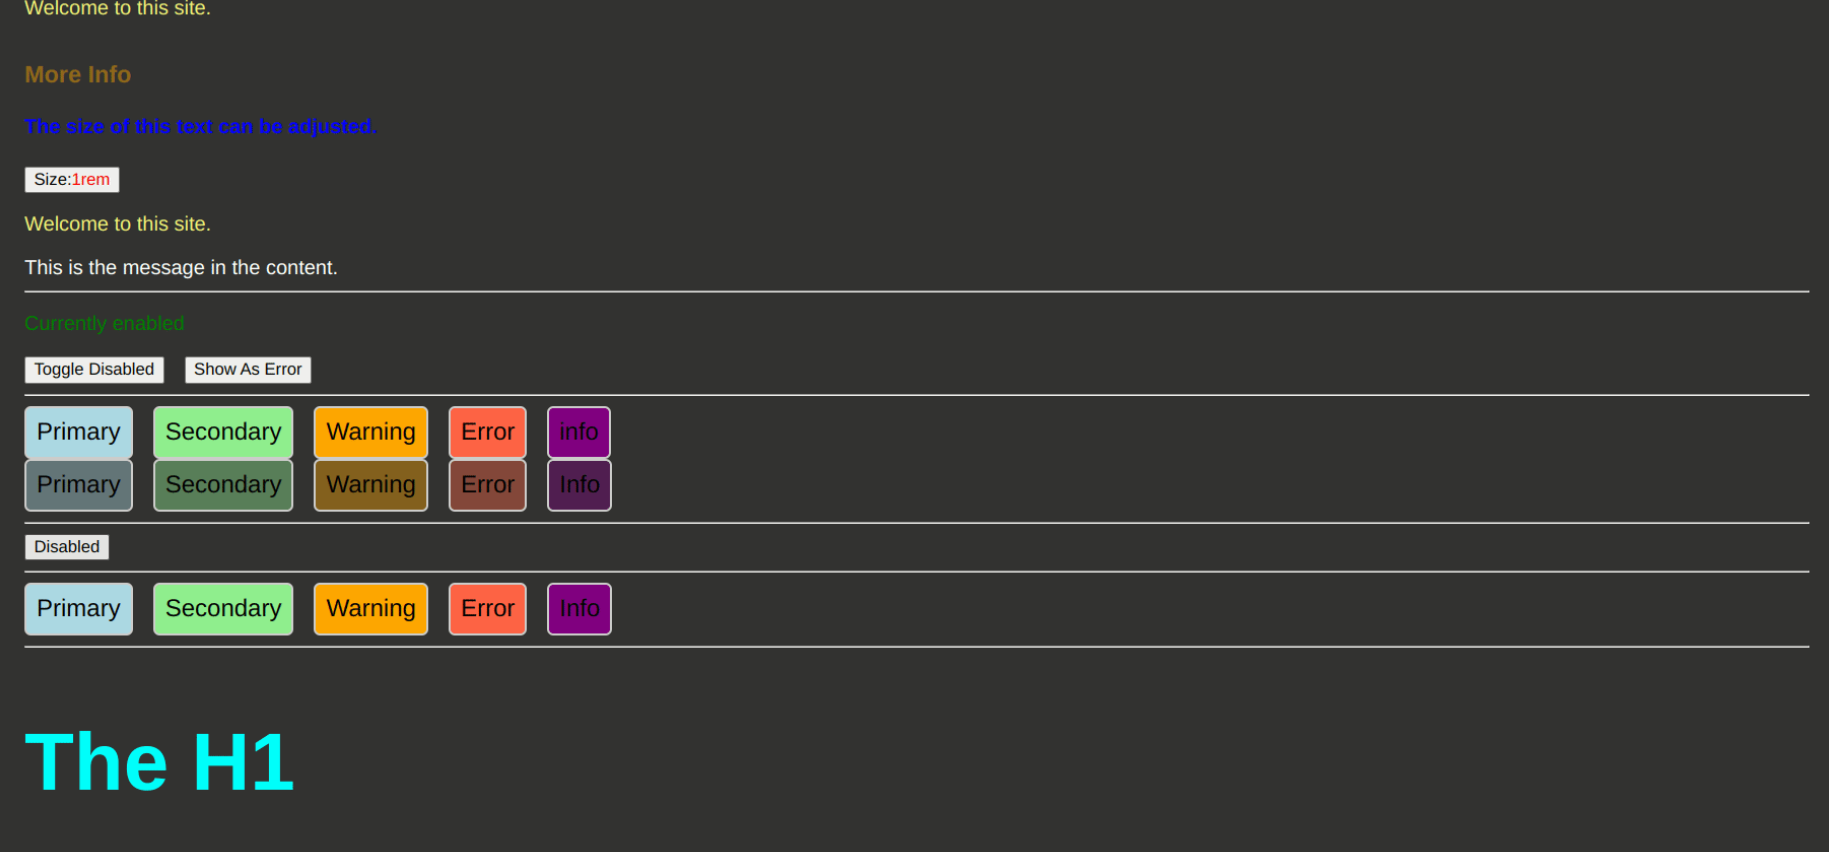 Welcome to this site.
More Info
The size of this text can be adjusted.
Size:1rem
Welcome to this site.
This is the message in the content.
Currently enabled
Toggle Disabled Show As Error
Primary Secondary Warning Error info
Primary Secondary Warning Error Info
Disabled
Primary Secondary Warning Error Info
The H1